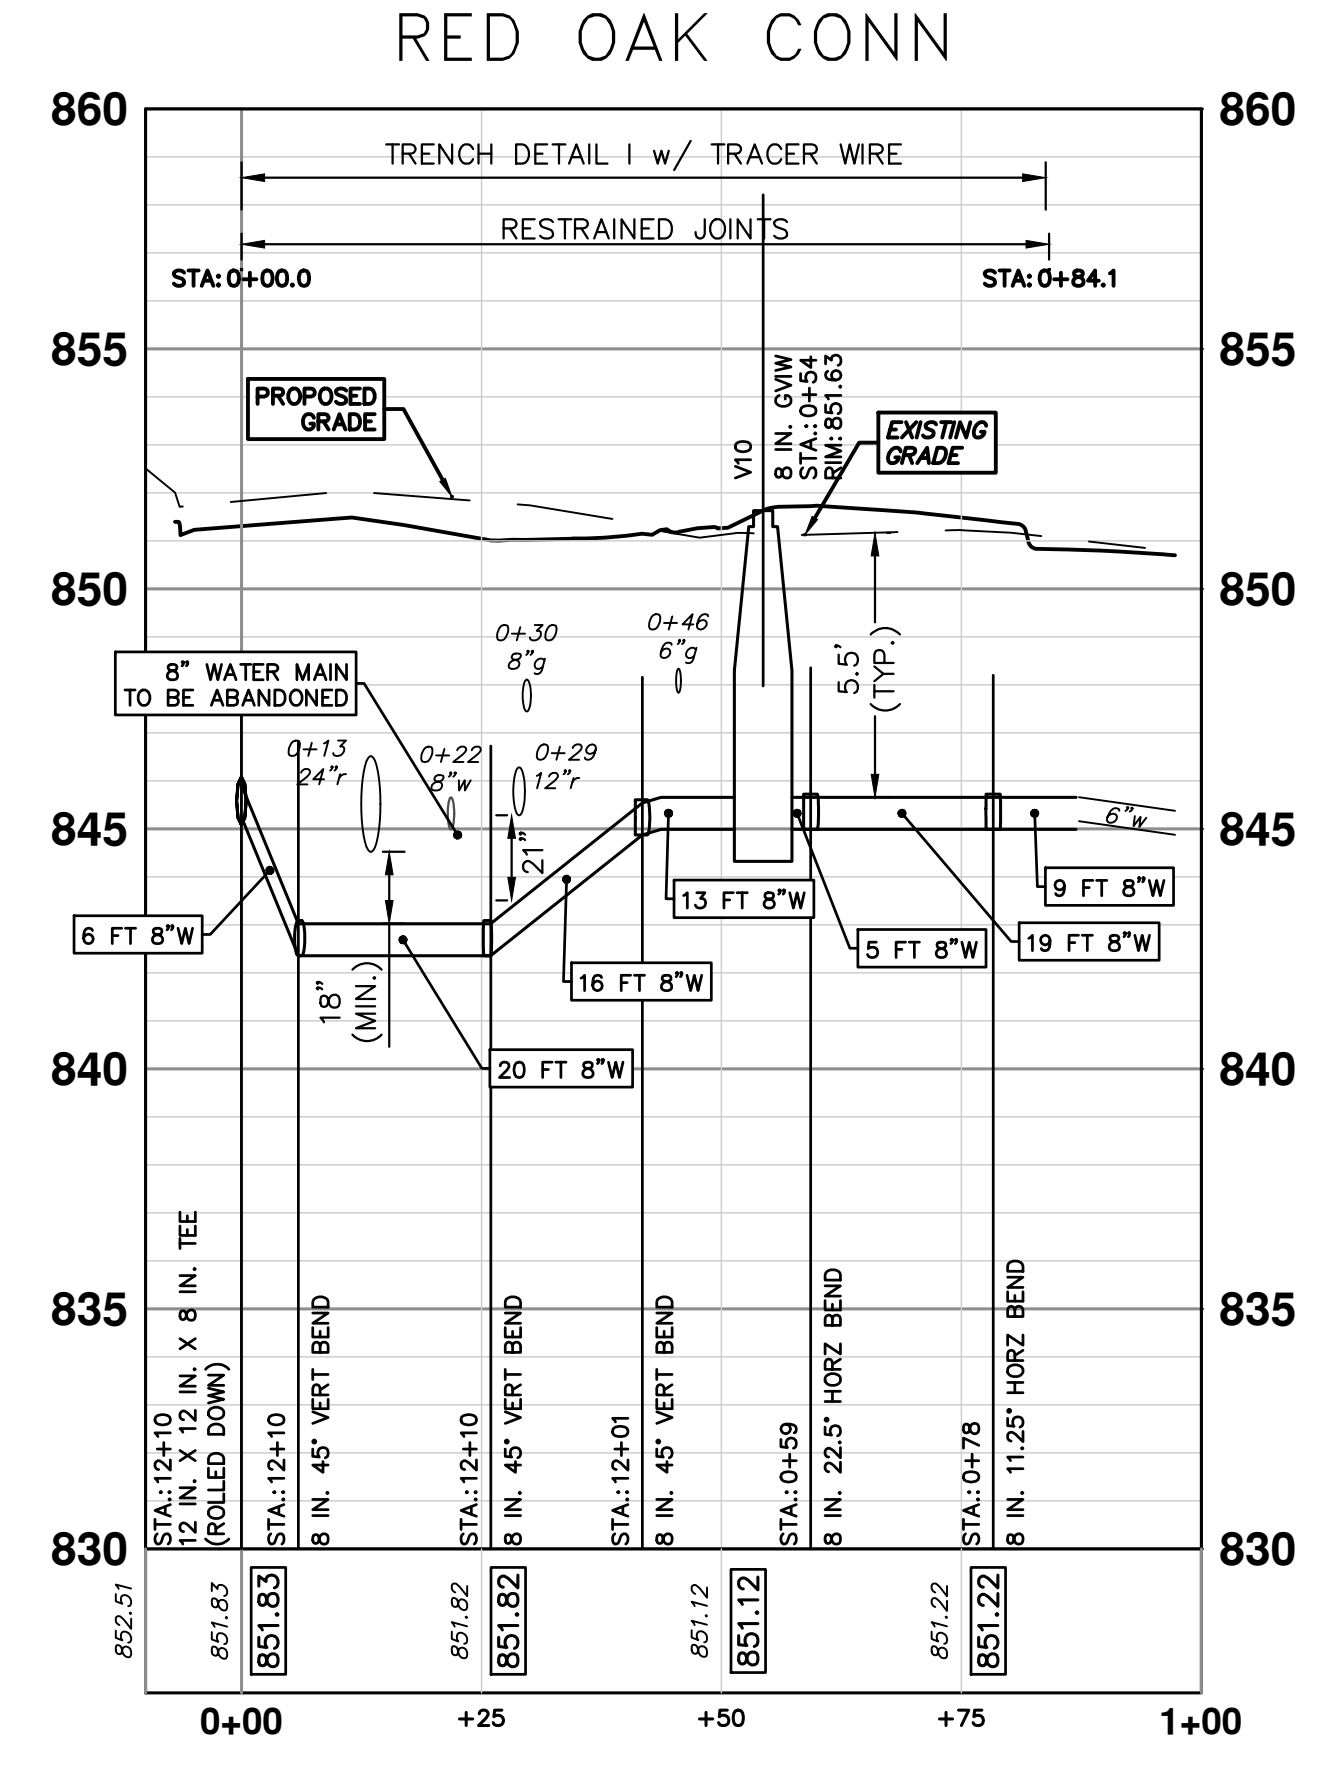 RED OAK CONN
860
860
TRENCH DETAIL I w/ TRACER WIRE
RESTRAINED JOINTS
STA: 0+00.0
STA: 0+84.1
855
855
PROPOSED
GRADE
V10
8 IN. GVIW
STA.: 0+54
RIM: 851.63
EXISTING
GRADE
850
850
0+30
8"g
0+46
6"g
5.5'
(TYP.)
8" WATER MAIN
TO BE ABANDONED
0+13
24"r
0+22
8"w
0+29
12"r
845
845
21"
6"w
13 FT 8"W
9 FT 8"W
6 FT 8"W
5 FT 8"W
19 FT 8"W
16 FT 8"W
18"
(MIN.)
20 FT 8"W
840
840
835
835
STA.: 12+10
12 IN. X 12 IN. X 8 IN. TEE
(ROLLED DOWN)
STA.: 12+10
8 IN. 45° VERT BEND
STA.: 12+10
8 IN. 45° VERT BEND
STA.: 12+01
8 IN. 45° VERT BEND
STA.: 0+59
8 IN. 22.5° HORZ BEND
STA.: 0+78
8 IN. 11.25° HORZ BEND
830
830
852.51
851.83
851.83
851.82
851.82
851.12
851.12
851.22
851.22
0+00
+25
+50
+75
1+00